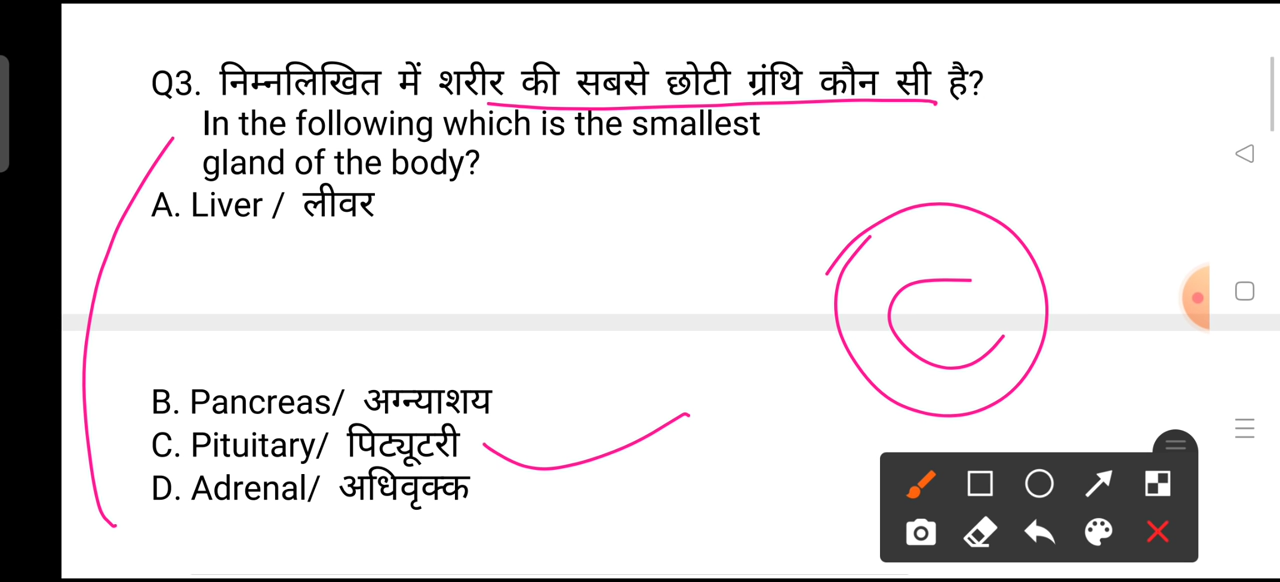 Q3. निम्नलिखित में शरीर की सबसे छोटी ग्रंथि कौन सी है?
In the following which is the smallest
gland of the body?
A. Liver / लीवर
C
B. Pancreas/ अग्न्याशय
C. Pituitary/ पिट्यूटरी
D. Adrenal/ अधिवृक्क